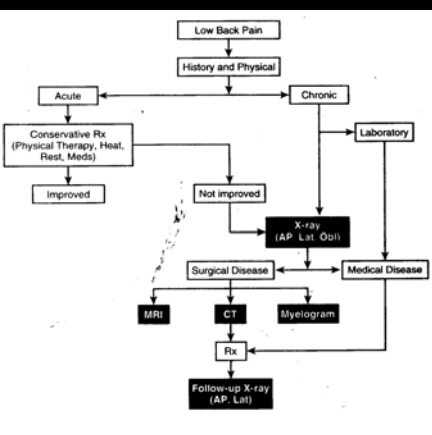 Low Back Pain
History and Physical
Acute
Chronic
Conservative Rx
(Physical Therapy, Heat,
Rest, Meds)
Laboratory
Improved
Not improved
X-ray
(AP. Lat. Obl)
Surgical Disease
Medical Disease
MRI
CT
Myelogram
Rx
Follow-up X-ray
(AP, Lat)